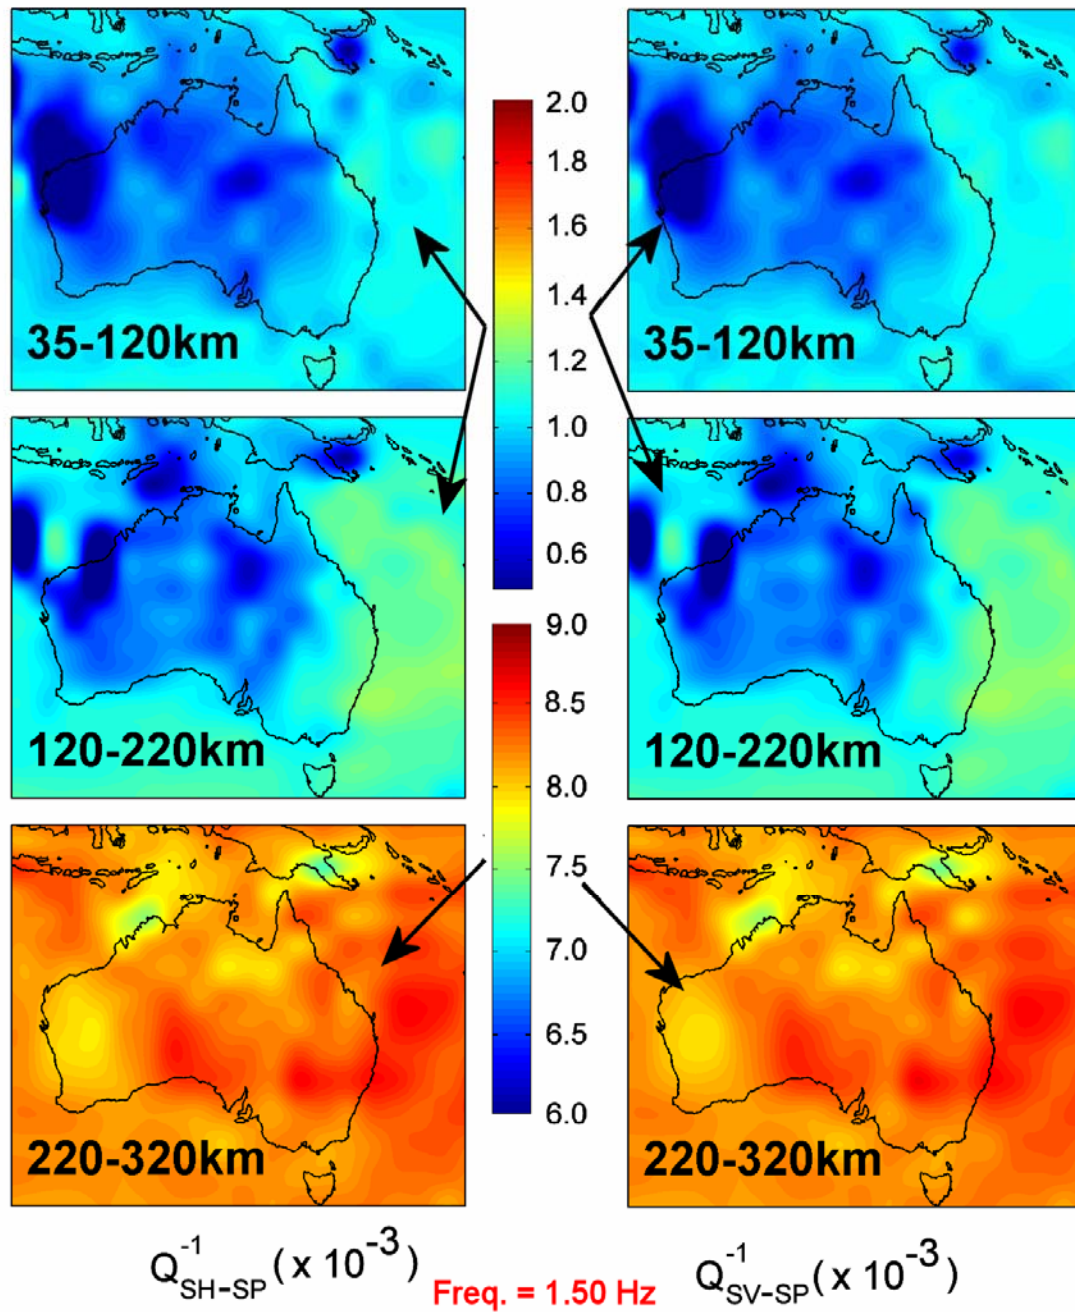 2.0
1.8
1.6
1.4
1.2
1.0
0.8
0.6
35-120km
35-120km
120-220km
120-220km
9.0
8.5
8.0
7.5
7.0
6.5
6.0
220-320km
220-320km
Q⁻¹SH-SP (x 10⁻³)
Freq. = 1.50 Hz
Q⁻¹SV-SP (x 10⁻³)